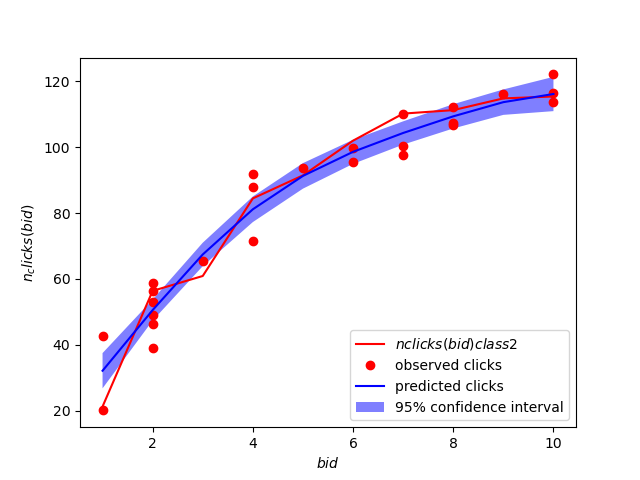 120
100
80
60
40
20
n_clicks(bid)
nclicks(bid)class2
observed clicks
predicted clicks
95% confidence interval
2
4
6
8
10
bid